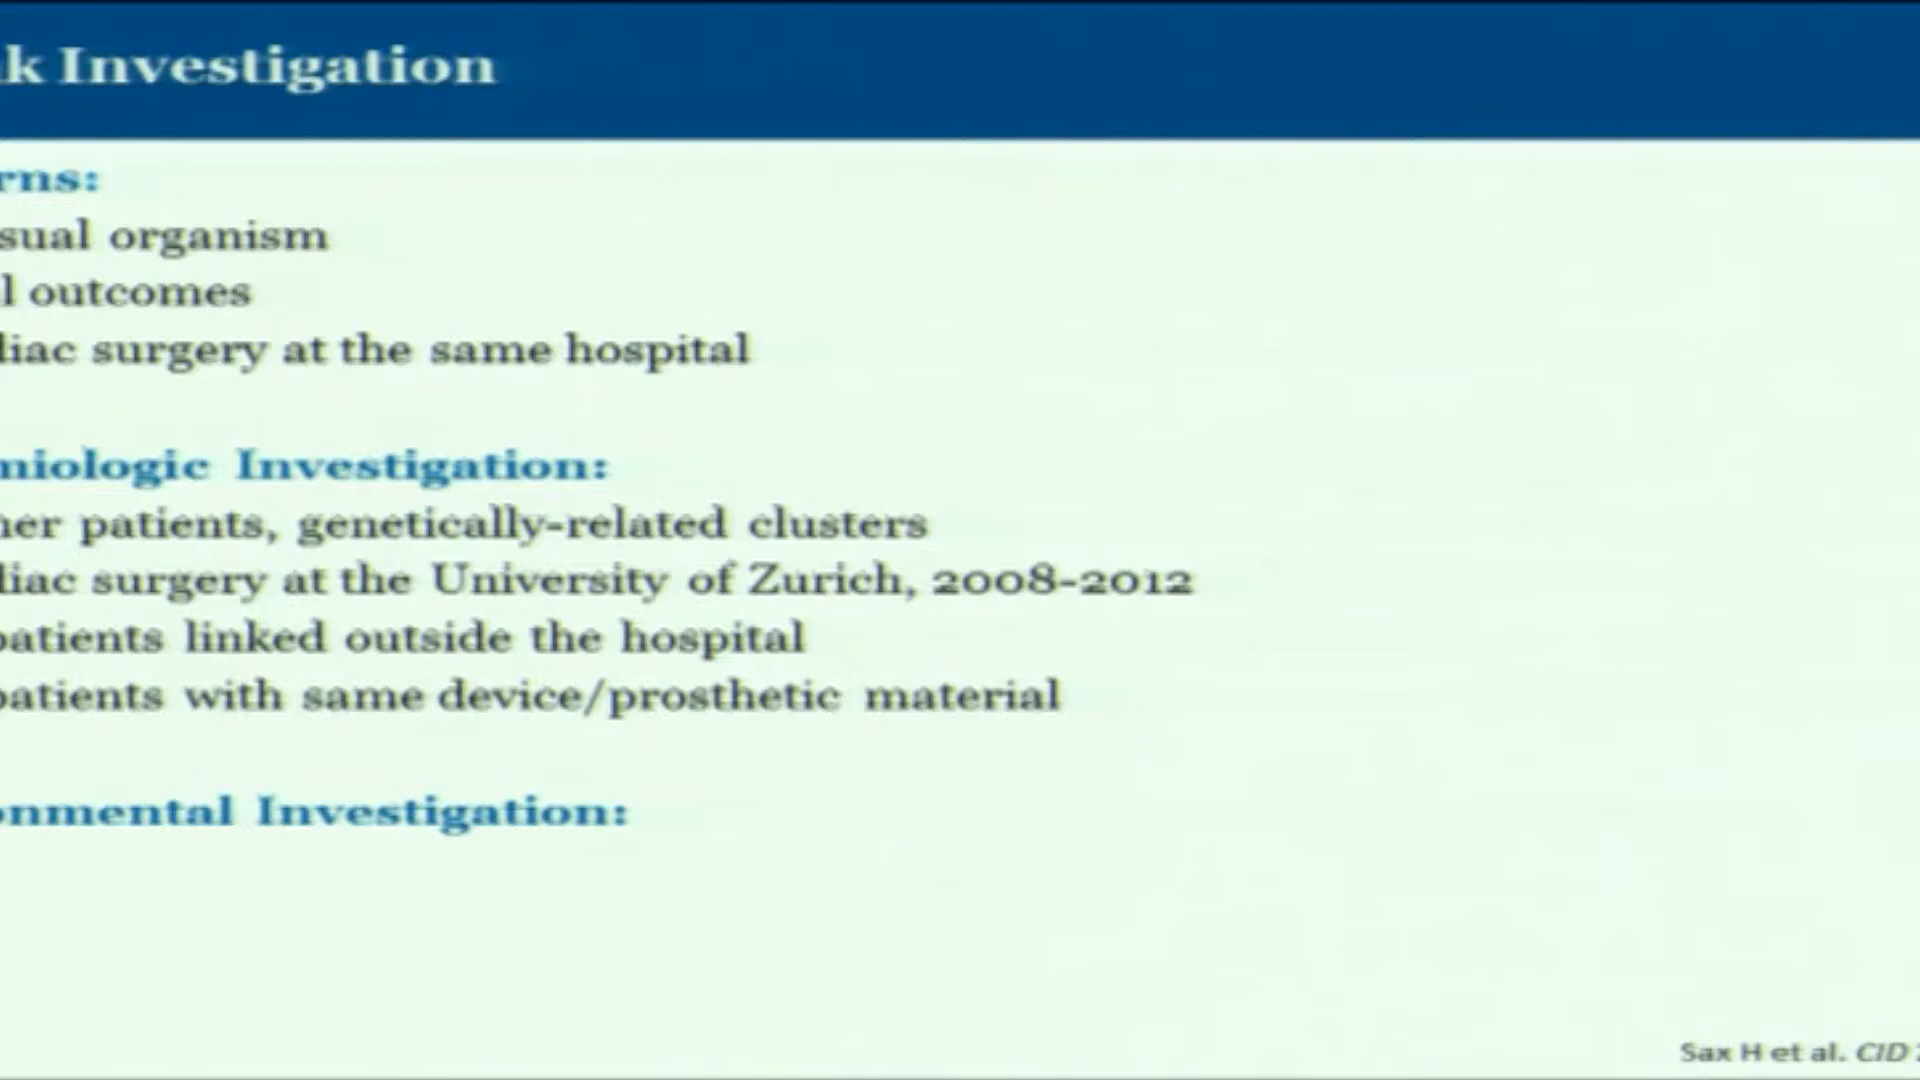 k Investigation
rns:
sual organism
l outcomes
liac surgery at the same hospital
miologic Investigation:
ner patients, genetically-related clusters
liac surgery at the University of Zurich, 2008-2012
patients linked outside the hospital
patients with same device/prosthetic material
onmental Investigation:
Sax H et al. CID